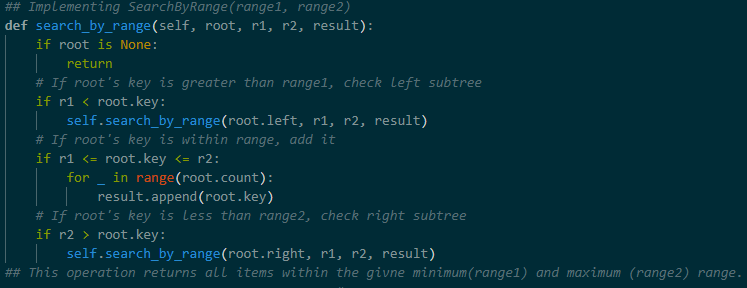 ## Implementing SearchByRange(range1, range2)
def search_by_range(self, root, r1, r2, result):
    if root is None:
        return
    # If root's key is greater than range1, check left subtree
    if r1 < root.key:
        self.search_by_range(root.left, r1, r2, result)
    # If root's key is within range, add it
    if r1 <= root.key <= r2:
        for _ in range(root.count):
            result.append(root.key)
    # If root's key is less than range2, check right subtree
    if r2 > root.key:
        self.search_by_range(root.right, r1, r2, result)
## This operation returns all items within the givne minimum(range1) and maximum (range2) range.